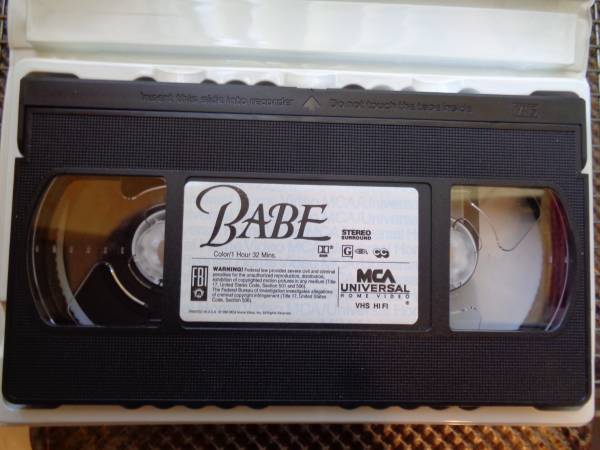 Insert this side into recorder Do not touch the tape inside
VHS
BABE
Color/1 Hour 32 Mins.
STEREO
SURROUND
G
FBI
WARNING! Federal law provides severe civil and criminal
penalties for the unauthorized reproduction, distribution,
exhibition of copyrighted motion pictures in any medium (Title
17, United States Code, Section 501 and 506).
The Federal Bureau of Investigation investigates allegations
of criminal copyright infringement (Title 17, United States
Code, Section 506).
MCA
UNIVERSAL
HOME VIDEO
®
VHS HI FI